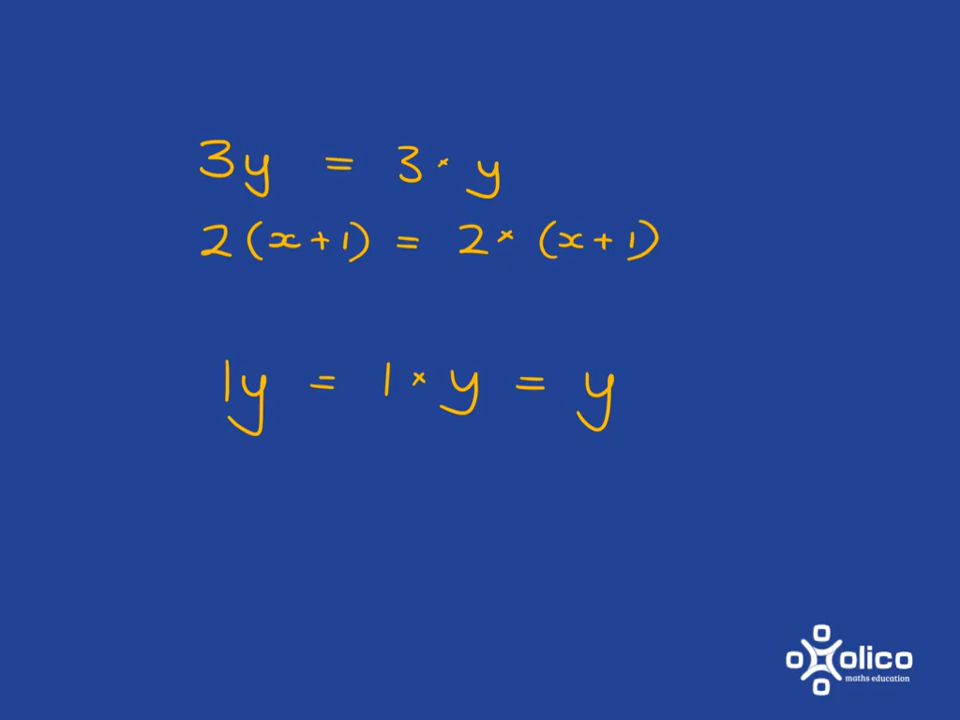 3y = 3 × y
2(x+1) = 2 × (x+1)
1y = 1 × y = y
olico
maths education